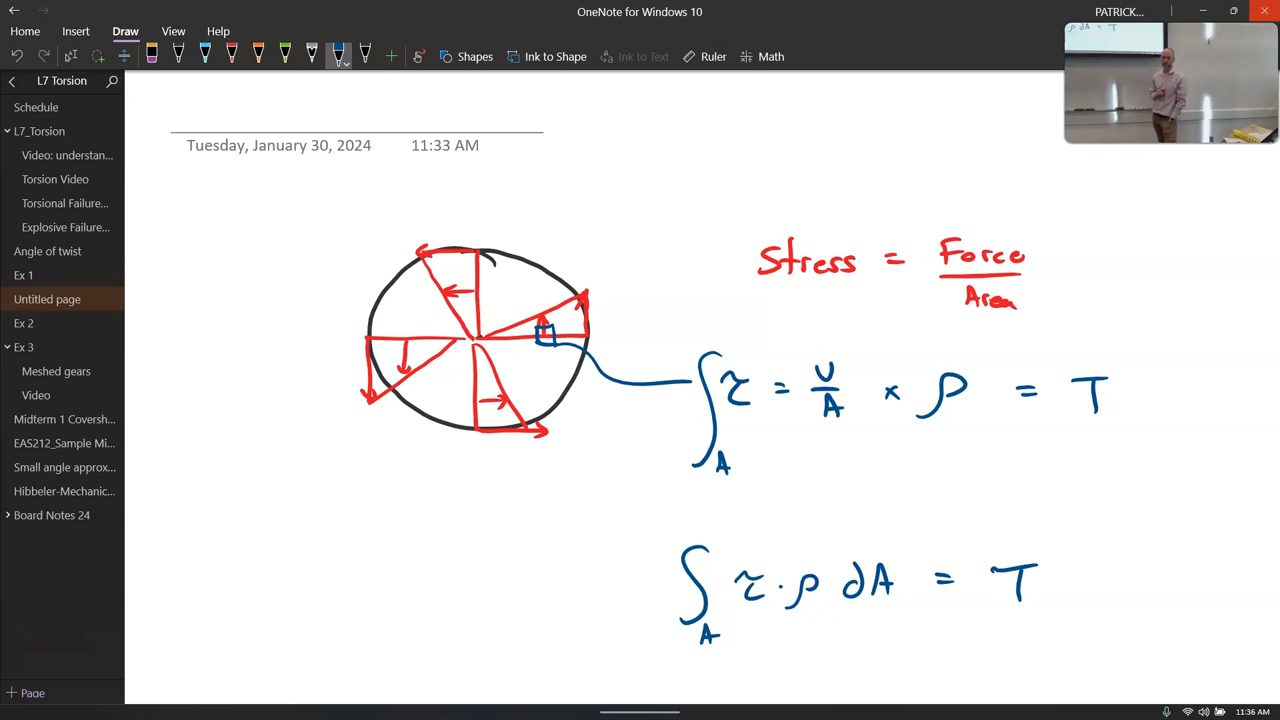 OneNote for Windows 10
PATRICK...
Home
Insert
Draw
View
Help
Shapes
Ink to Shape
Ink to Text
Ruler
Math
L7 Torsion
Schedule
L7_Torsion
Video: understan...
Torsion Video
Torsional Failure...
Explosive Failure...
Angle of twist
Ex 1
Untitled page
Ex 2
Ex 3
Meshed gears
Video
Midterm 1 Coversh...
EAS212_Sample Mi...
Small angle approx...
Hibbeler-Mechanic...
Board Notes 24
Page
Tuesday, January 30, 2024 11:33 AM
Stress = Force / Area
∫_A τ = V/A × ρ = T
∫_A τ · ρ dA = T
ρ dA = T
11:36 AM